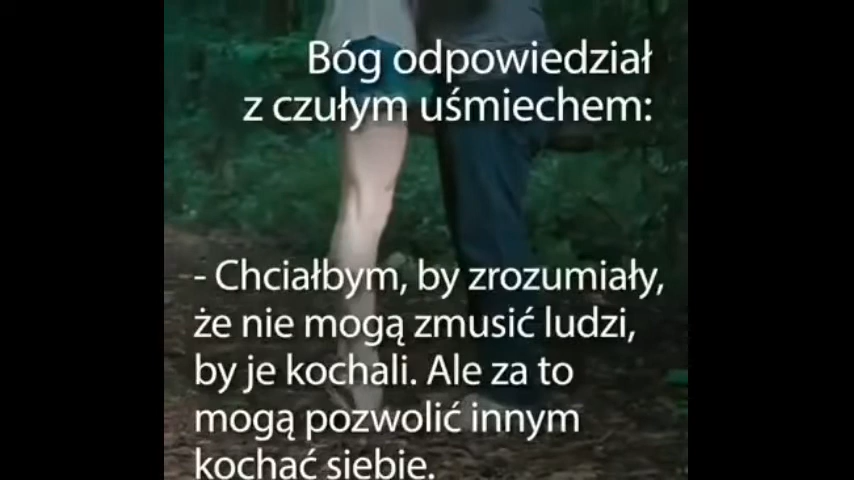 Bóg odpowiedział
z czułym uśmiechem:
- Chciałbym, by zrozumiały,
że nie mogą zmusić ludzi,
by je kochali. Ale za to
mogą pozwolić innym
kochać siebie.